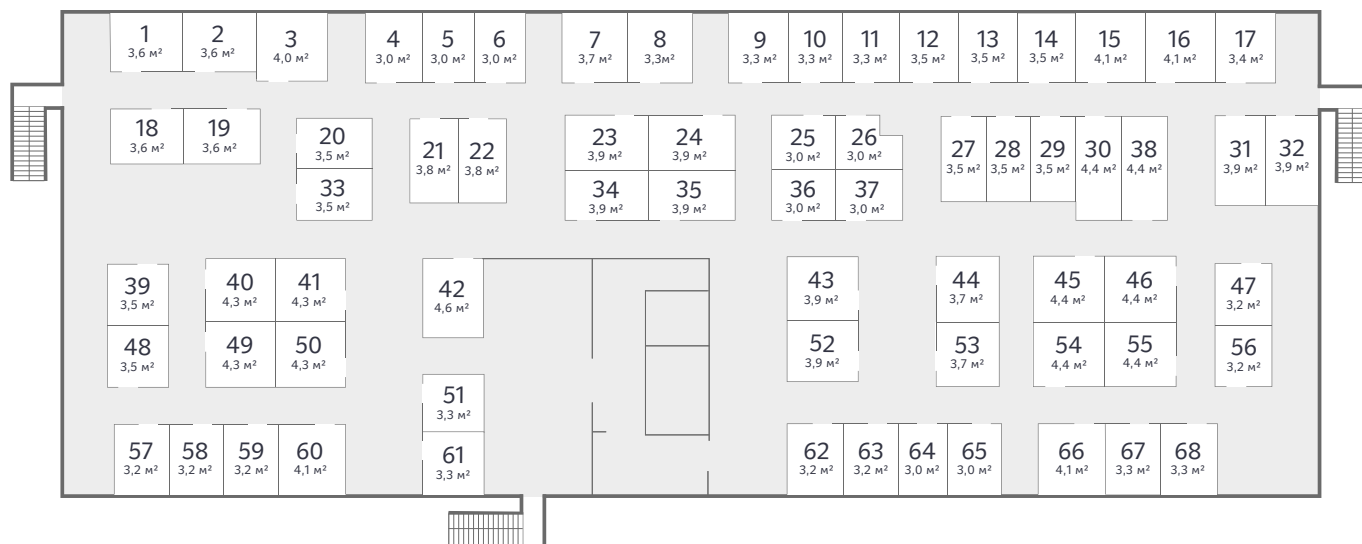 1
3,6 м²
2
3,6 м²
3
4,0 м²
4
3,0 м²
5
3,0 м²
6
3,0 м²
7
3,7 м²
8
3,3м²
9
3,3 м²
10
3,3 м²
11
3,3 м²
12
3,5 м²
13
3,5 м²
14
3,5 м²
15
4,1 м²
16
4,1 м²
17
3,4 м²
18
3,6 м²
19
3,6 м²
20
3,5 м²
21
3,8 м²
22
3,8 м²
23
3,9 м²
24
3,9 м²
25
3,0 м²
26
3,0 м²
27
3,5 м²
28
3,5 м²
29
3,5 м²
30
4,4 м²
38
4,4 м²
31
3,9 м²
32
3,9 м²
33
3,5 м²
34
3,9 м²
35
3,9 м²
36
3,0 м²
37
3,0 м²
39
3,5 м²
40
4,3 м²
41
4,3 м²
42
4,6 м²
43
3,9 м²
44
3,7 м²
45
4,4 м²
46
4,4 м²
47
3,2 м²
48
3,5 м²
49
4,3 м²
50
4,3 м²
51
3,3 м²
52
3,9 м²
53
3,7 м²
54
4,4 м²
55
4,4 м²
56
3,2 м²
57
3,2 м²
58
3,2 м²
59
3,2 м²
60
4,1 м²
61
3,3 м²
62
3,2 м²
63
3,2 м²
64
3,0 м²
65
3,0 м²
66
4,1 м²
67
3,3 м²
68
3,3 м²